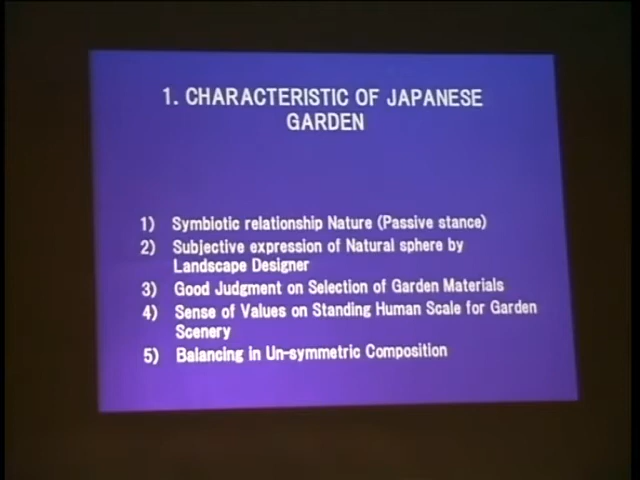 1. CHARACTERISTIC OF JAPANESE
GARDEN
1) Symbiotic relationship Nature (Passive stance)
2) Subjective expression of Natural sphere by
Landscape Designer
3) Good Judgment on Selection of Garden Materials
4) Sense of Values on Standing Human Scale for Garden
Scenery
5) Balancing in Un-symmetric Composition